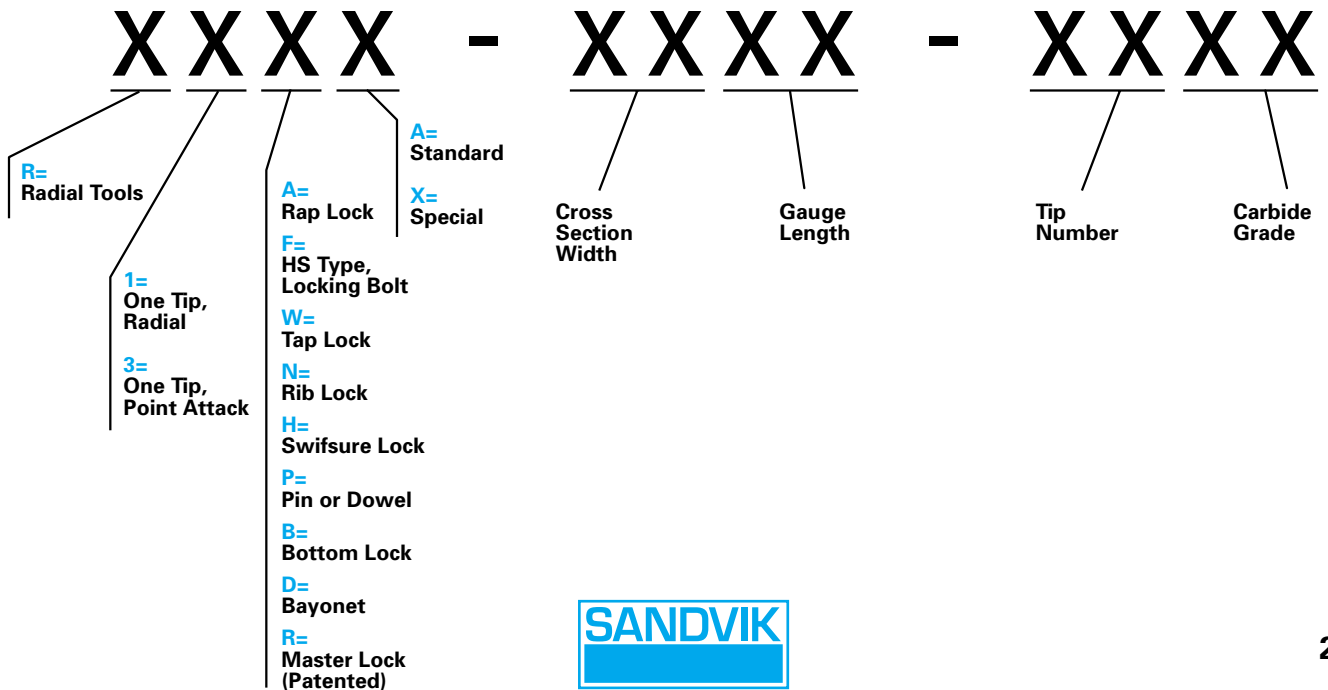 X X X X - X X X X - X X X X
R=
Radial Tools
1=
One Tip,
Radial
3=
One Tip,
Point Attack
A=
Rap Lock
F=
HS Type,
Locking Bolt
W=
Tap Lock
N=
Rib Lock
H=
Swifsure Lock
P=
Pin or Dowel
B=
Bottom Lock
D=
Bayonet
R=
Master Lock
(Patented)
A=
Standard
X=
Special
Cross
Section
Width
Gauge
Length
Tip
Number
Carbide
Grade
SANDVIK